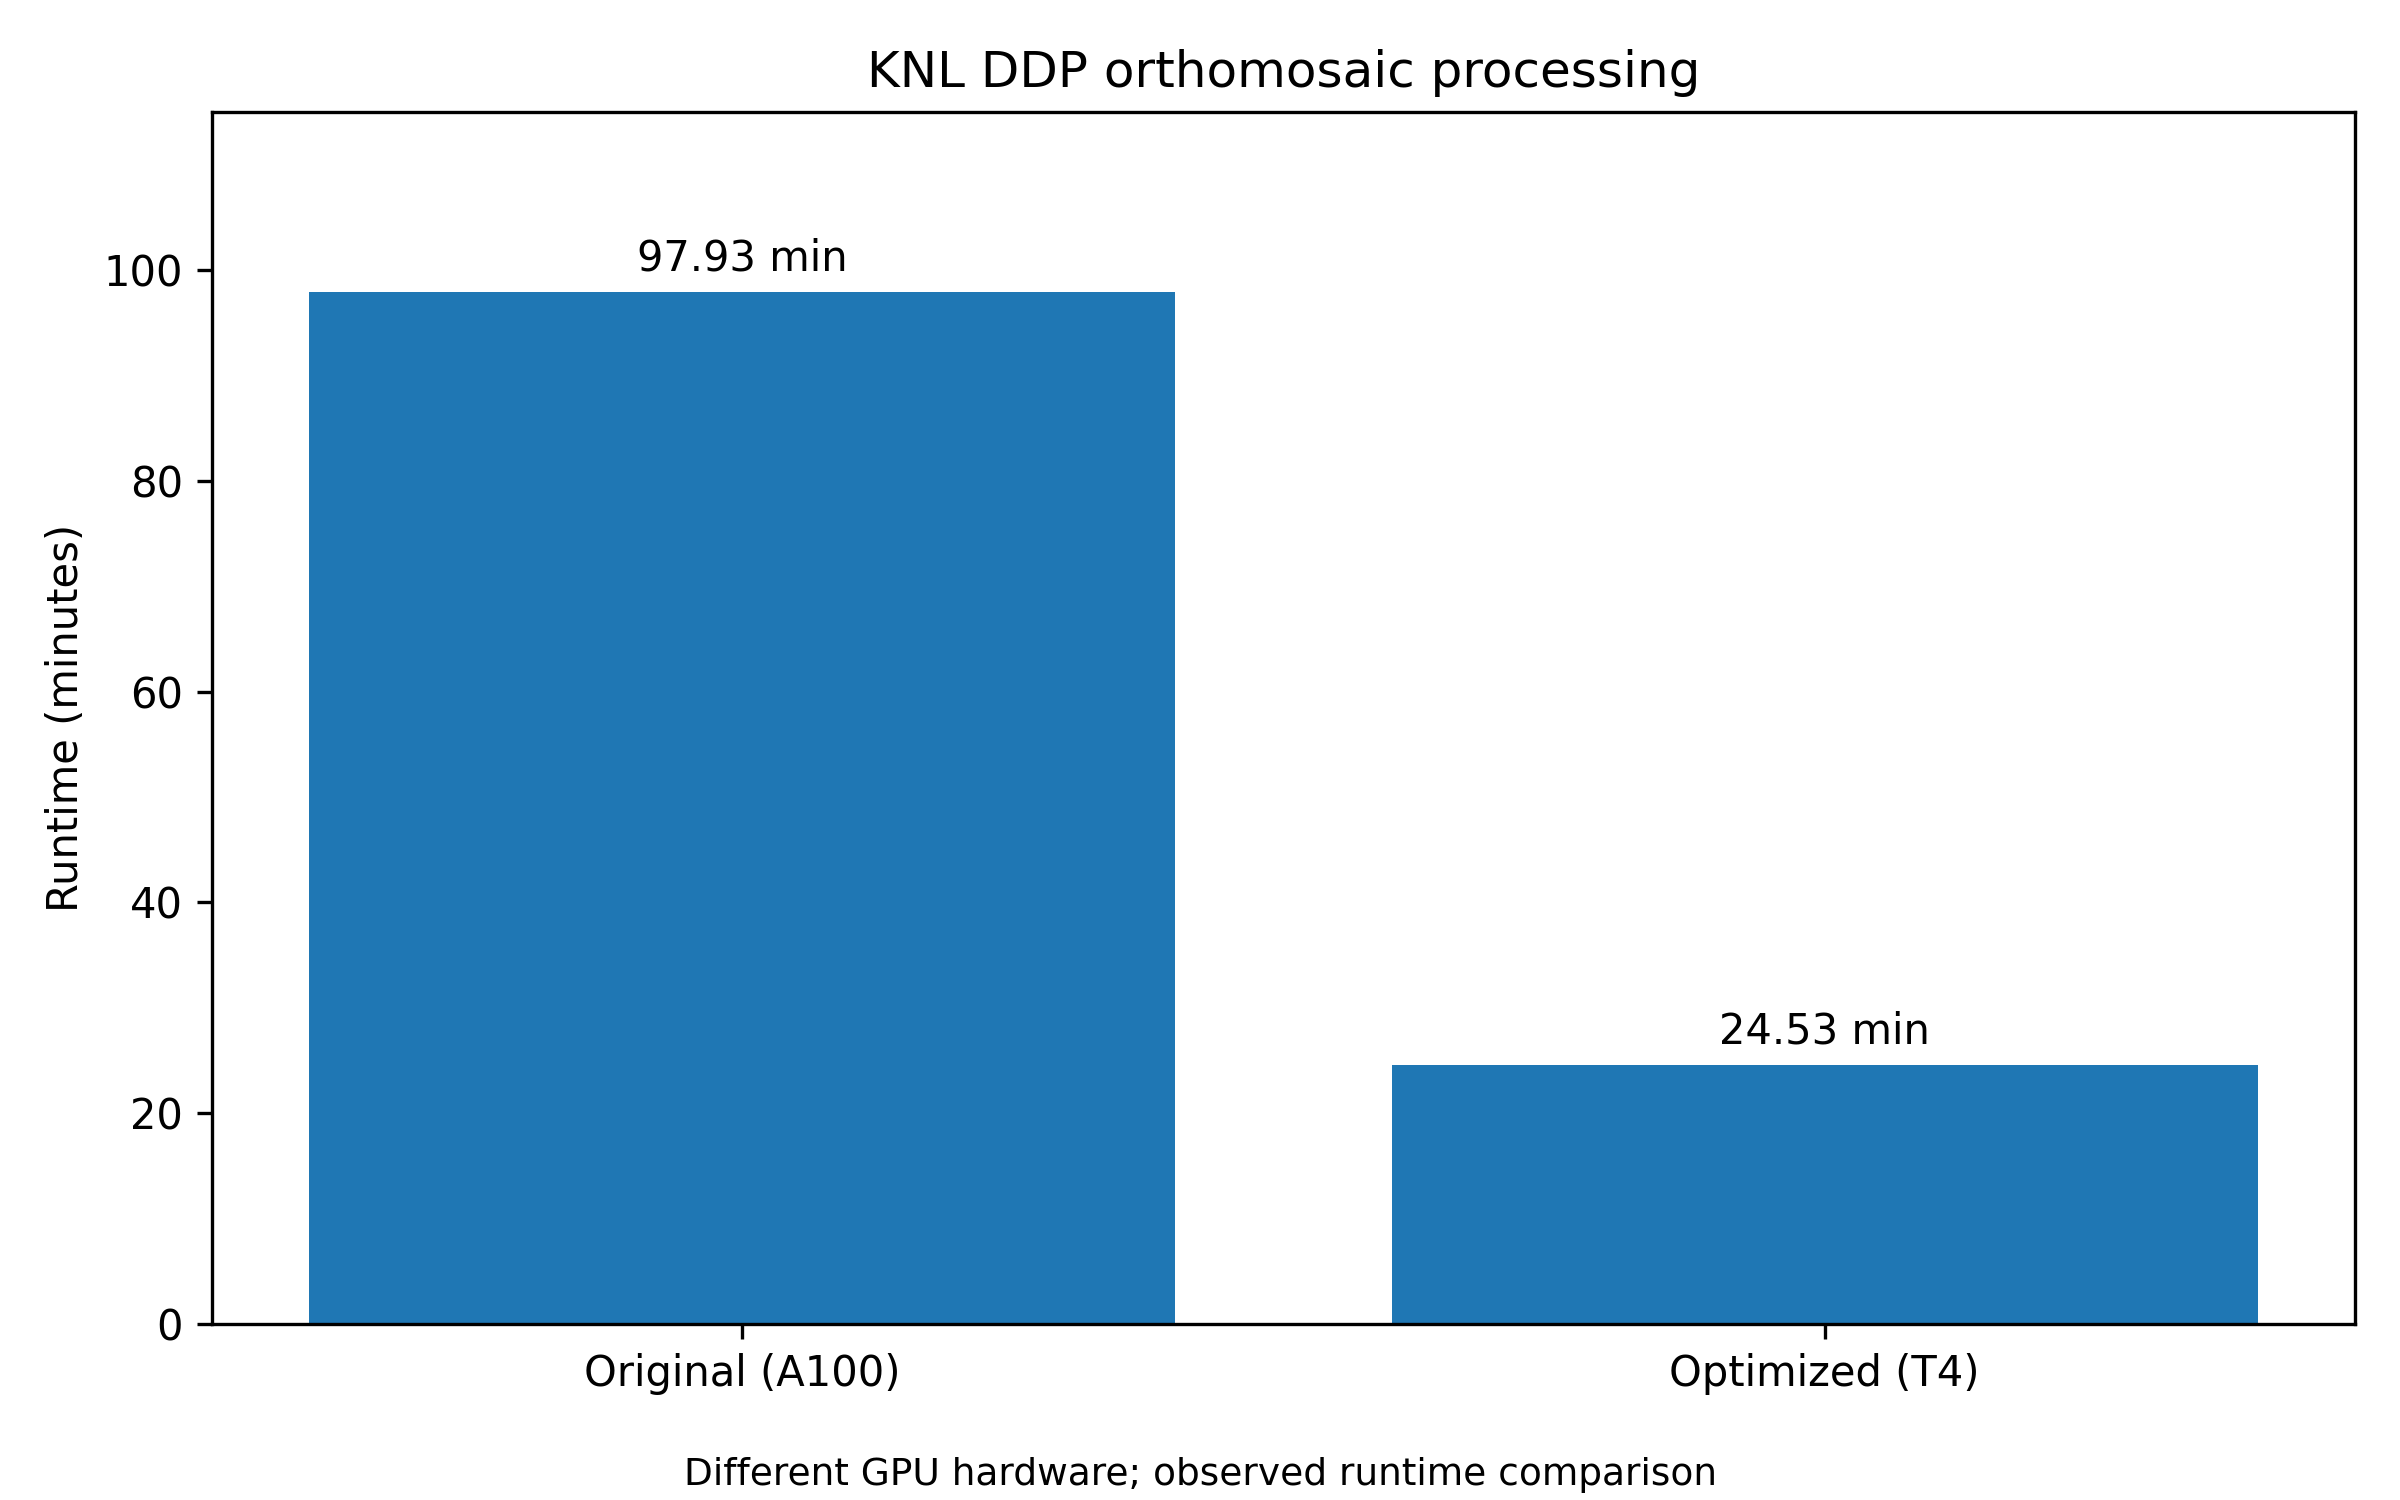 KNL DDP orthomosaic processing
Runtime (minutes)
100
80
60
40
20
0
97.93 min
24.53 min
Original (A100)
Optimized (T4)
Different GPU hardware; observed runtime comparison